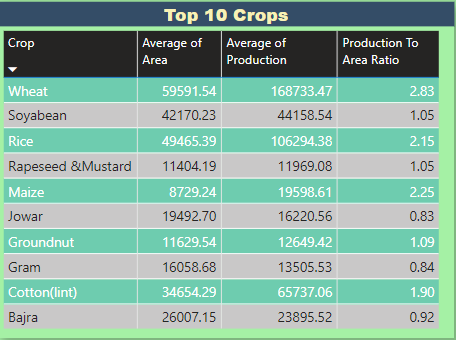 Top 10 Crops
Crop Average of Area Average of Production Production To Area Ratio
Wheat 59591.54 168733.47 2.83
Soyabean 42170.23 44158.54 1.05
Rice 49465.39 106294.38 2.15
Rapeseed &Mustard 11404.19 11969.08 1.05
Maize 8729.24 19598.61 2.25
Jowar 19492.70 16220.56 0.83
Groundnut 11629.54 12649.42 1.09
Gram 16058.68 13505.53 0.84
Cotton(lint) 34654.29 65737.06 1.90
Bajra 26007.15 23895.52 0.92